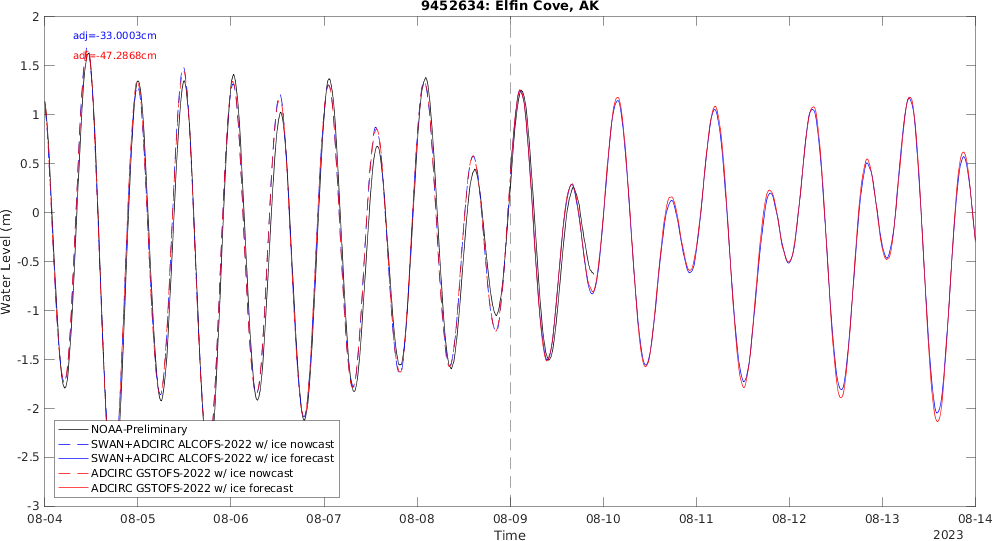 9452634: Elfin Cove, AK
adj=-33.0003cm
adj=-47.2868cm
Water Level (m)
2
1.5
1
0.5
0
-0.5
-1
-1.5
-2
-2.5
-3
NOAA-Preliminary
SWAN+ADCIRC ALCOFS-2022 w/ ice nowcast
SWAN+ADCIRC ALCOFS-2022 w/ ice forecast
ADCIRC GSTOFS-2022 w/ ice nowcast
ADCIRC GSTOFS-2022 w/ ice forecast
08-04 08-05 08-06 08-07 08-08 08-09 08-10 08-11 08-12 08-13 08-14
Time
2023